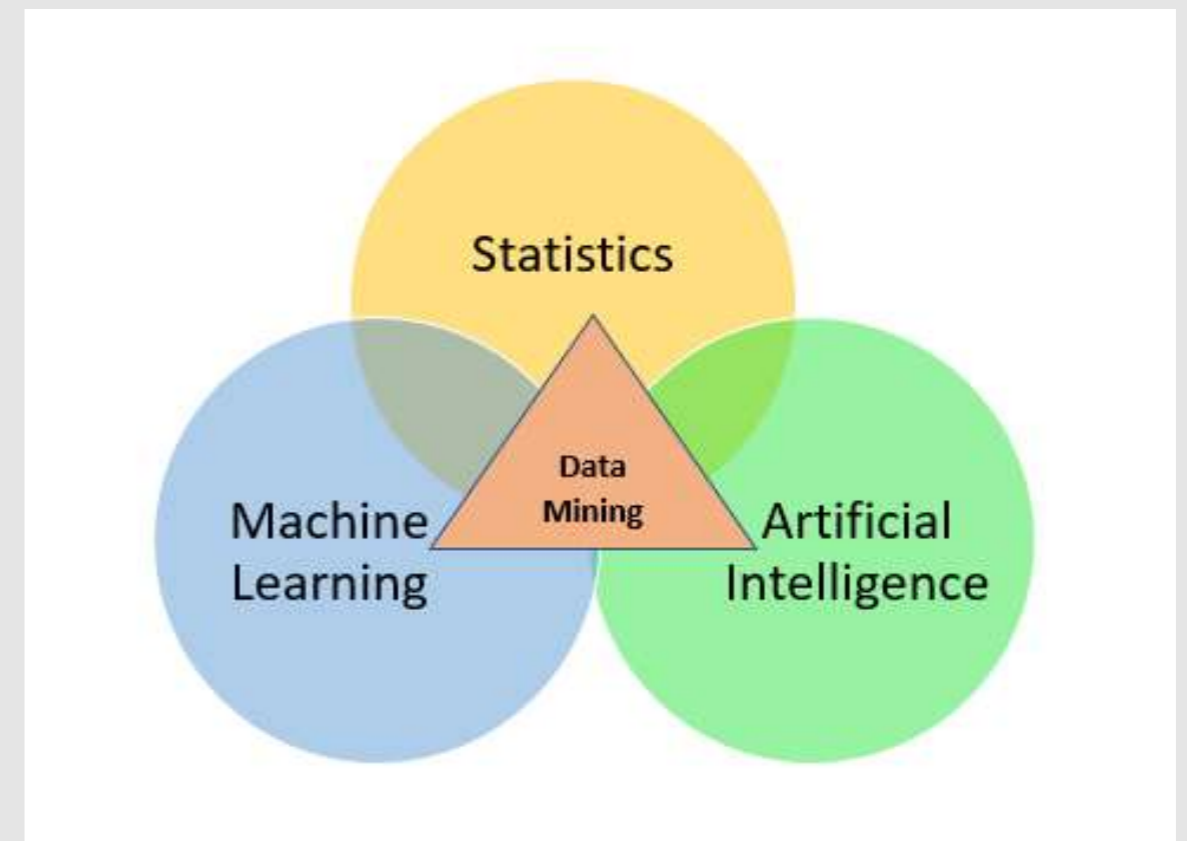 Statistics
Data
Mining
Machine
Learning
Artificial
Intelligence